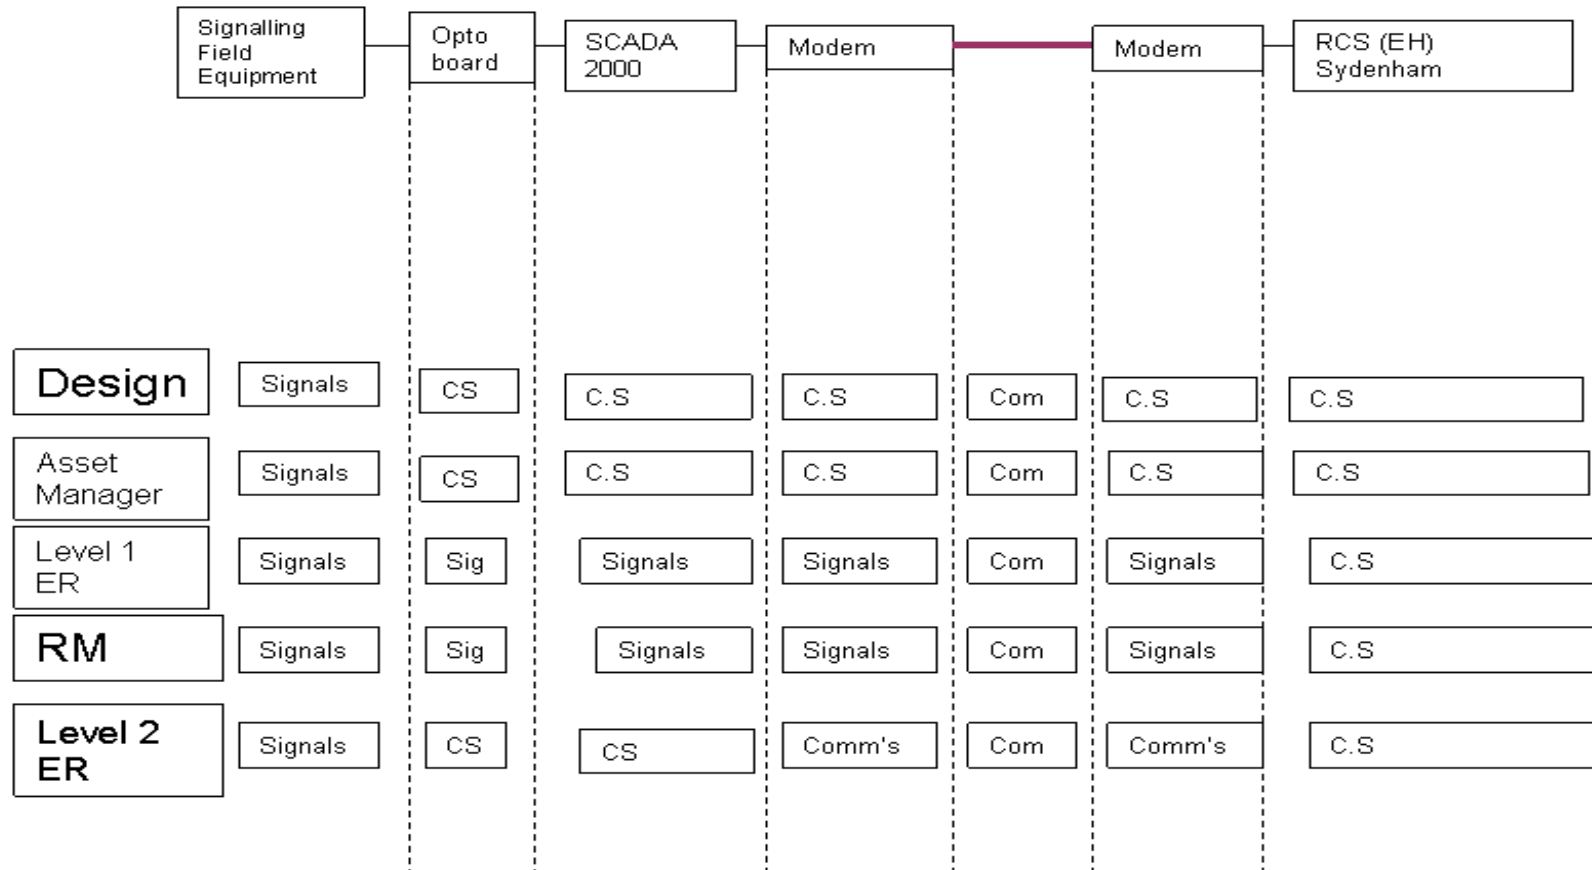 Signalling
Field
Equipment
Opto
board
SCADA
2000
Modem
Modem
RCS (EH)
Sydenham
Design
Signals
CS
C.S
C.S
Com
C.S
C.S
Asset
Manager
Signals
CS
C.S
C.S
Com
C.S
C.S
Level 1
ER
Signals
Sig
Signals
Signals
Com
Signals
C.S
RM
Signals
Sig
Signals
Signals
Com
Signals
C.S
Level 2
ER
Signals
CS
CS
Comm's
Com
Comm's
C.S